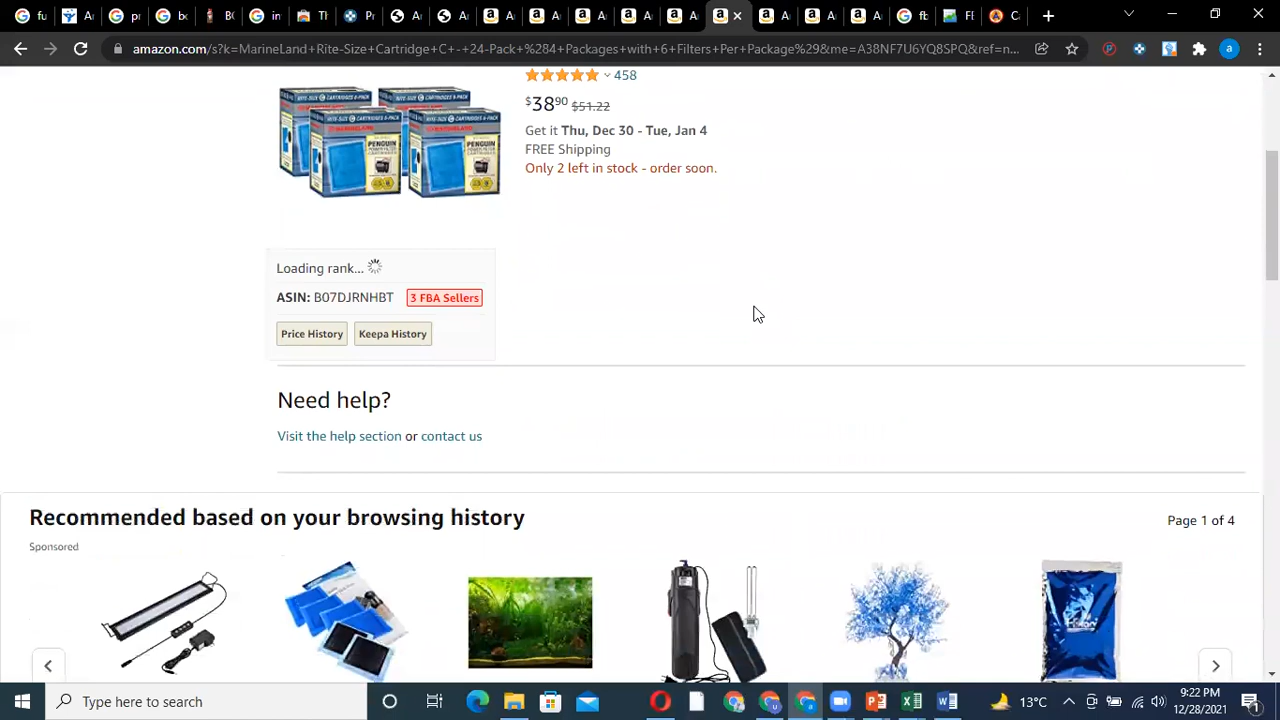 amazon.com/s?k=MarineLand+Rite-Size+Cartridge+C+-+24-Pack+%284+Packages+with+6+Filters+Per+Package%29&me=A38NF7U6YQ8SPQ&ref=n...
458
$38 90 $51.22
Get it Thu, Dec 30 - Tue, Jan 4
FREE Shipping
Only 2 left in stock - order soon.
Loading rank...
ASIN: B07DJRNHBT 3 FBA Sellers
Price History Keepa History
Need help?
Visit the help section or contact us
Recommended based on your browsing history
Page 1 of 4
Sponsored
Type here to search
13°C
9:22 PM
12/28/2021